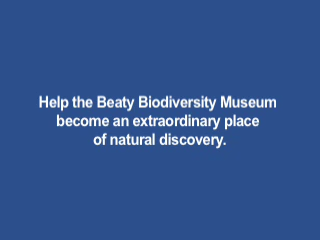 Help the Beaty Biodiversity Museum
become an extraordinary place
of natural discovery.